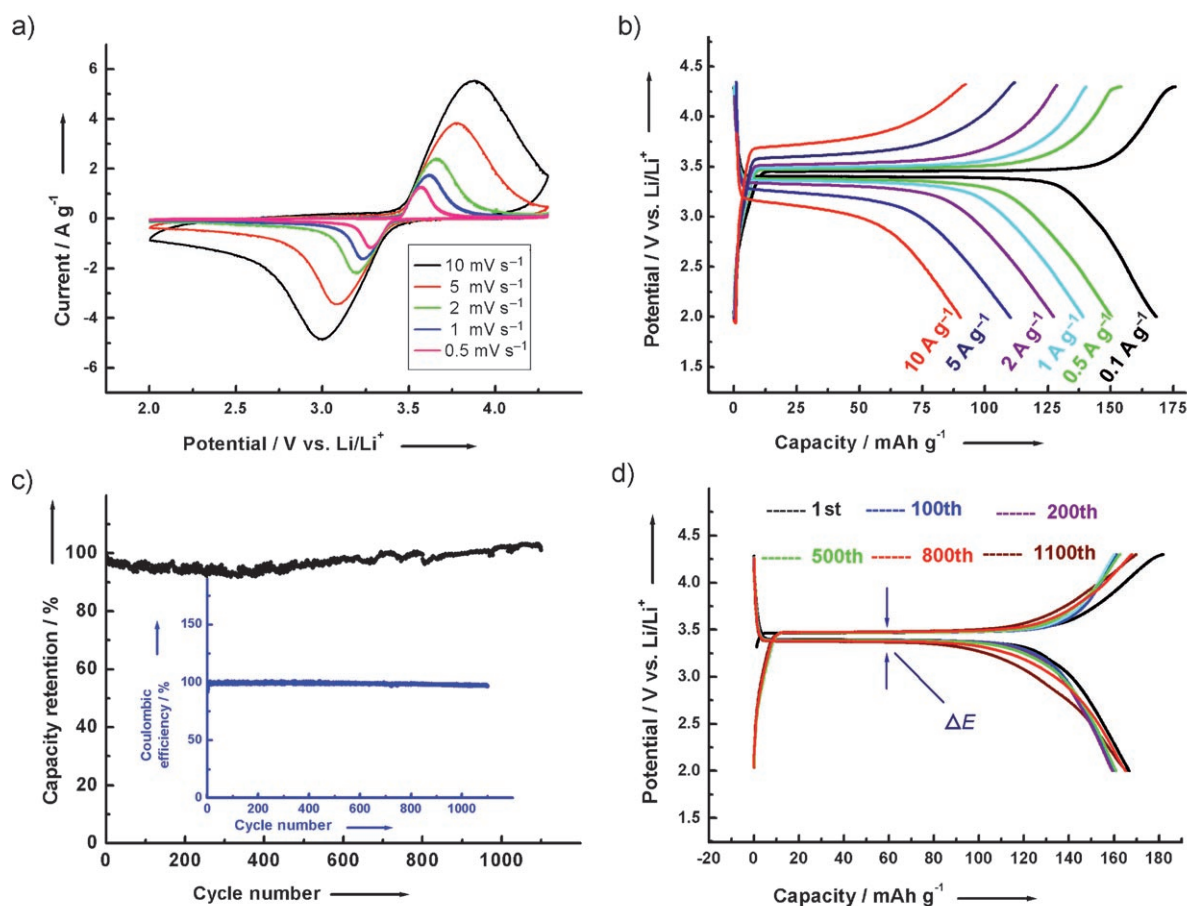 a)
Current / A g⁻¹
6
4
2
0
-2
-4
-6
2.0 2.5 3.0 3.5 4.0
Potential / V vs. Li/Li⁺
10 mV s⁻¹
5 mV s⁻¹
2 mV s⁻¹
1 mV s⁻¹
0.5 mV s⁻¹
b)
Potential / V vs. Li/Li⁺
4.5
4.0
3.5
3.0
2.5
2.0
1.5
0 25 50 75 100 125 150 175
Capacity / mAh g⁻¹
10 A g⁻¹
5 A g⁻¹
2 A g⁻¹
1 A g⁻¹
0.5 A g⁻¹
0.1 A g⁻¹
c)
Capacity retention / %
100
80
60
40
20
0
0 200 400 600 800 1000
Cycle number
Coulombic
efficiency / %
150
100
50
0
0 200 400 600 800 1000
Cycle number
d)
Potential / V vs. Li/Li⁺
4.5
4.0
3.5
3.0
2.5
2.0
1.5
-20 0 20 40 60 80 100 120 140 160 180
Capacity / mAh g⁻¹
1st 100th 200th
500th 800th 1100th
ΔE